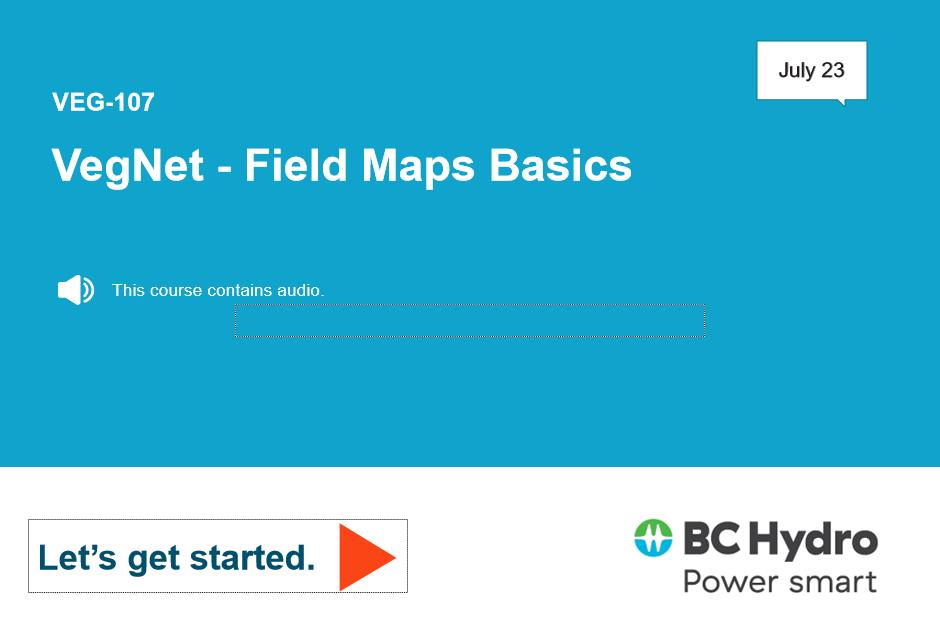 July 23
VEG-107
VegNet - Field Maps Basics
This course contains audio.
Let’s get started.
BC Hydro
Power smart